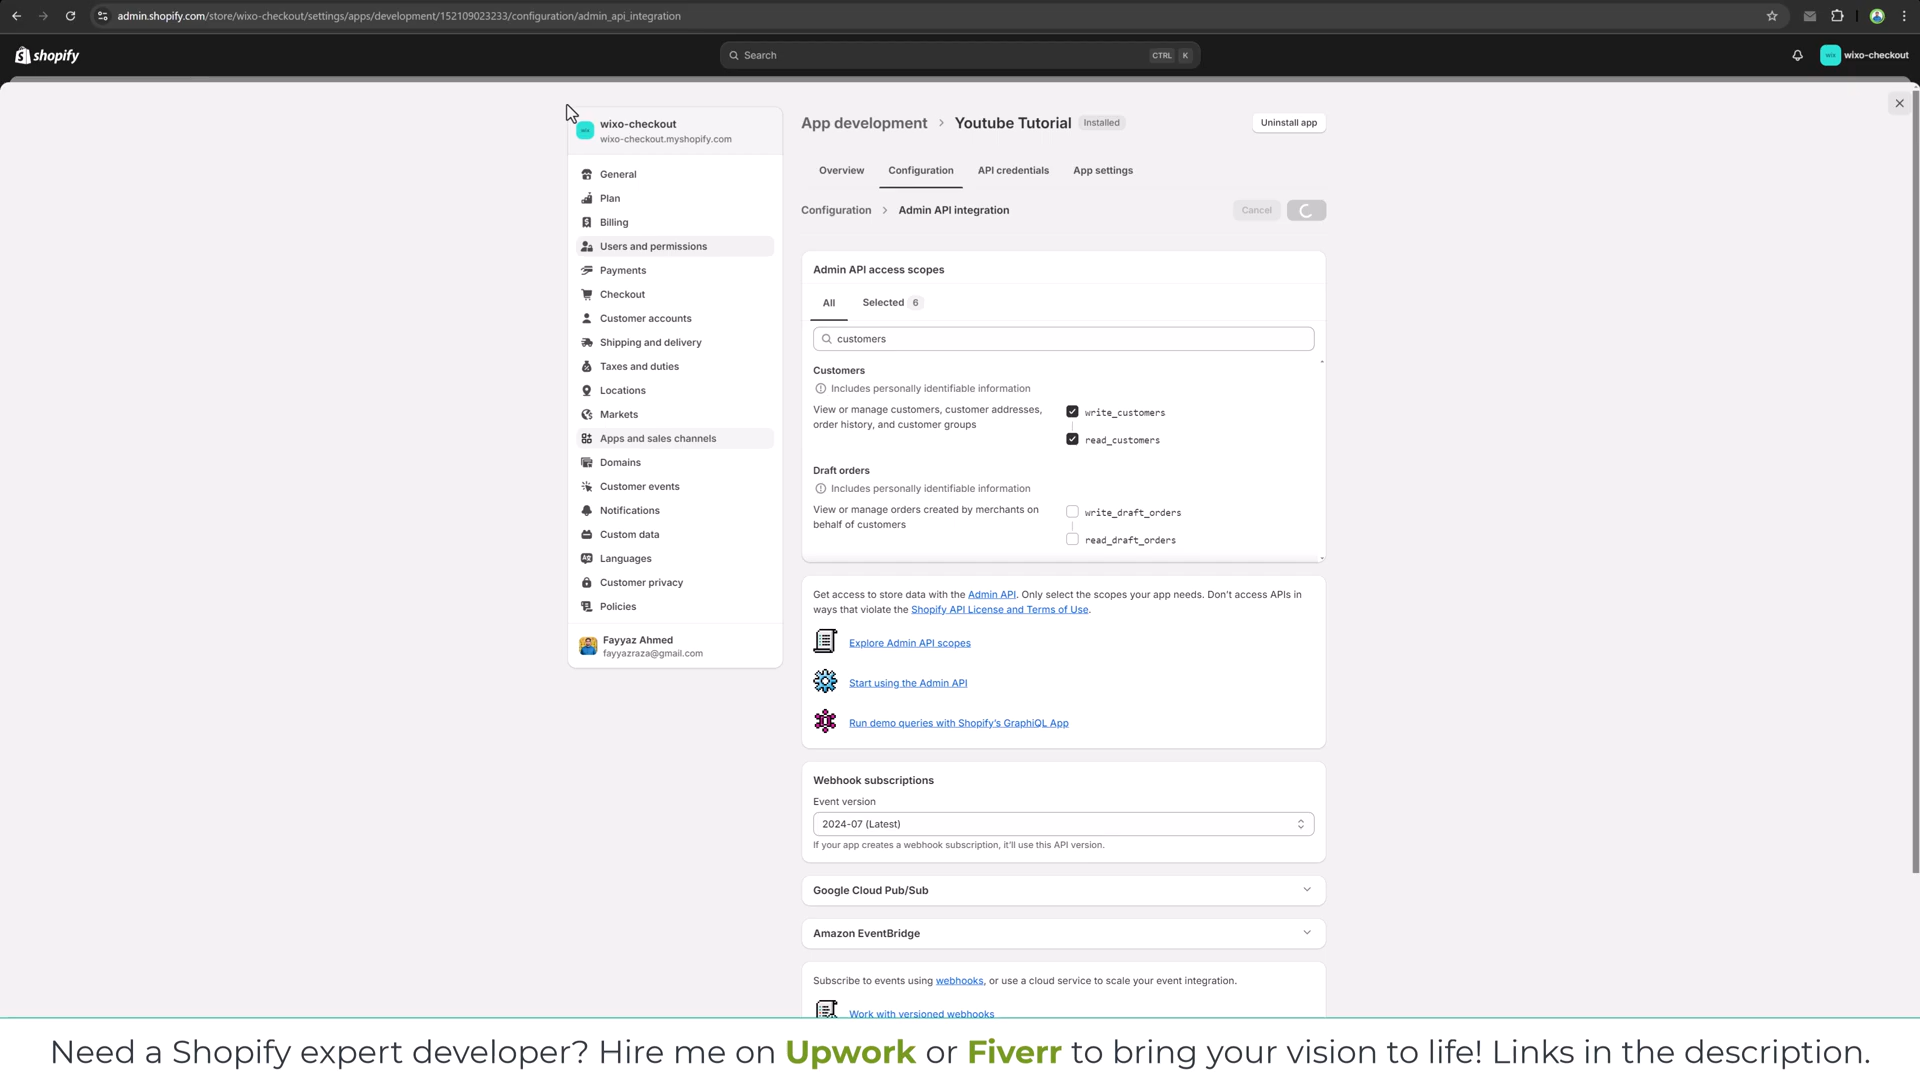 admin.shopify.com/store/wixo-checkout/settings/apps/development/152109023233/configuration/admin_api_integration
shopify
Search
CTRL K
wixo-checkout
wixo-checkout
wixo-checkout.myshopify.com
General
Plan
Billing
Users and permissions
Payments
Checkout
Customer accounts
Shipping and delivery
Taxes and duties
Locations
Markets
Apps and sales channels
Domains
Customer events
Notifications
Custom data
Languages
Customer privacy
Policies
Fayyaz Ahmed
fayyazraza@gmail.com
App development > Youtube Tutorial Installed
Uninstall app
Overview Configuration API credentials App settings
Configuration > Admin API integration
Cancel
Admin API access scopes
All Selected 6
customers
Customers
Includes personally identifiable information
View or manage customers, customer addresses,
order history, and customer groups
write_customers
read_customers
Draft orders
Includes personally identifiable information
View or manage orders created by merchants on
behalf of customers
write_draft_orders
read_draft_orders
Get access to store data with the Admin API. Only select the scopes your app needs. Don't access APIs in
ways that violate the Shopify API License and Terms of Use.
Explore Admin API scopes
Start using the Admin API
Run demo queries with Shopify's GraphiQL App
Webhook subscriptions
Event version
2024-07 (Latest)
If your app creates a webhook subscription, it'll use this API version.
Google Cloud Pub/Sub
Amazon EventBridge
Subscribe to events using webhooks, or use a cloud service to scale your event integration.
Work with versioned webhooks
Need a Shopify expert developer? Hire me on Upwork or Fiverr to bring your vision to life! Links in the description.